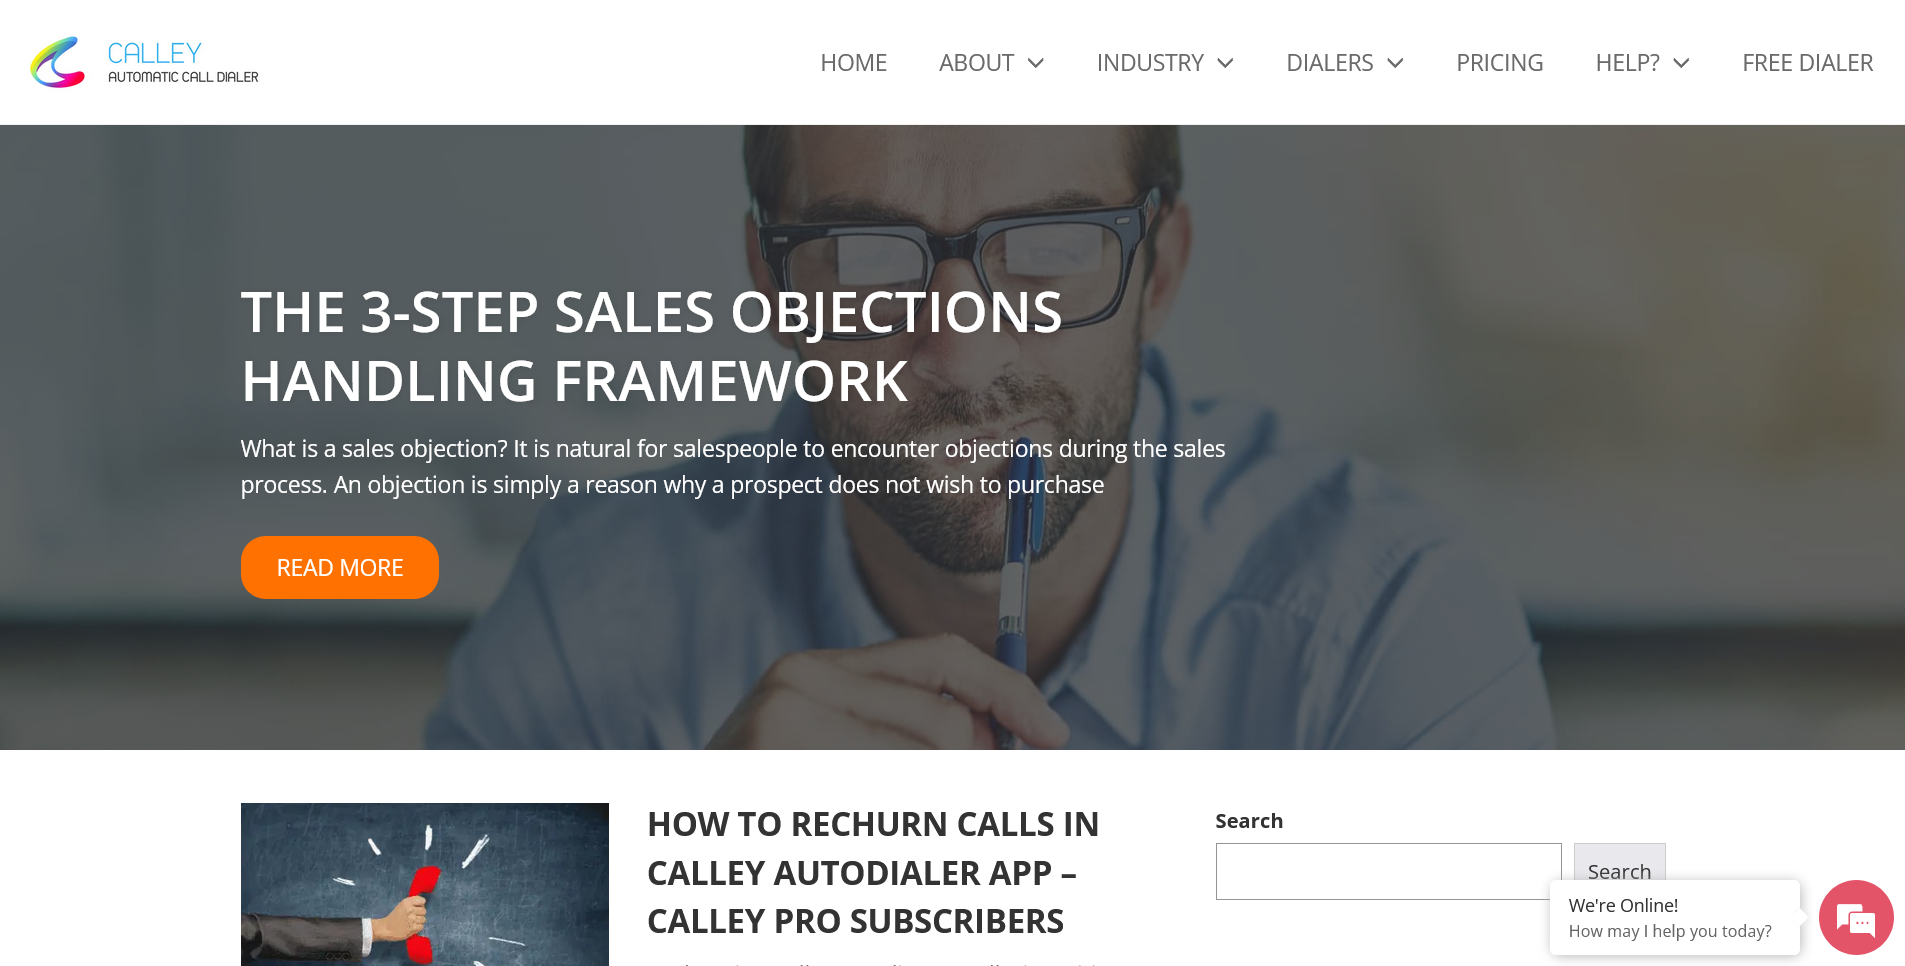 CALLEY
AUTOMATIC CALL DIALER
HOME
ABOUT
INDUSTRY
DIALERS
PRICING
HELP?
FREE DIALER
THE 3-STEP SALES OBJECTIONS
HANDLING FRAMEWORK
What is a sales objection? It is natural for salespeople to encounter objections during the sales
process. An objection is simply a reason why a prospect does not wish to purchase
READ MORE
HOW TO RECHURN CALLS IN
CALLEY AUTODIALER APP –
CALLEY PRO SUBSCRIBERS
Search
Search
We're Online!
How may I help you today?